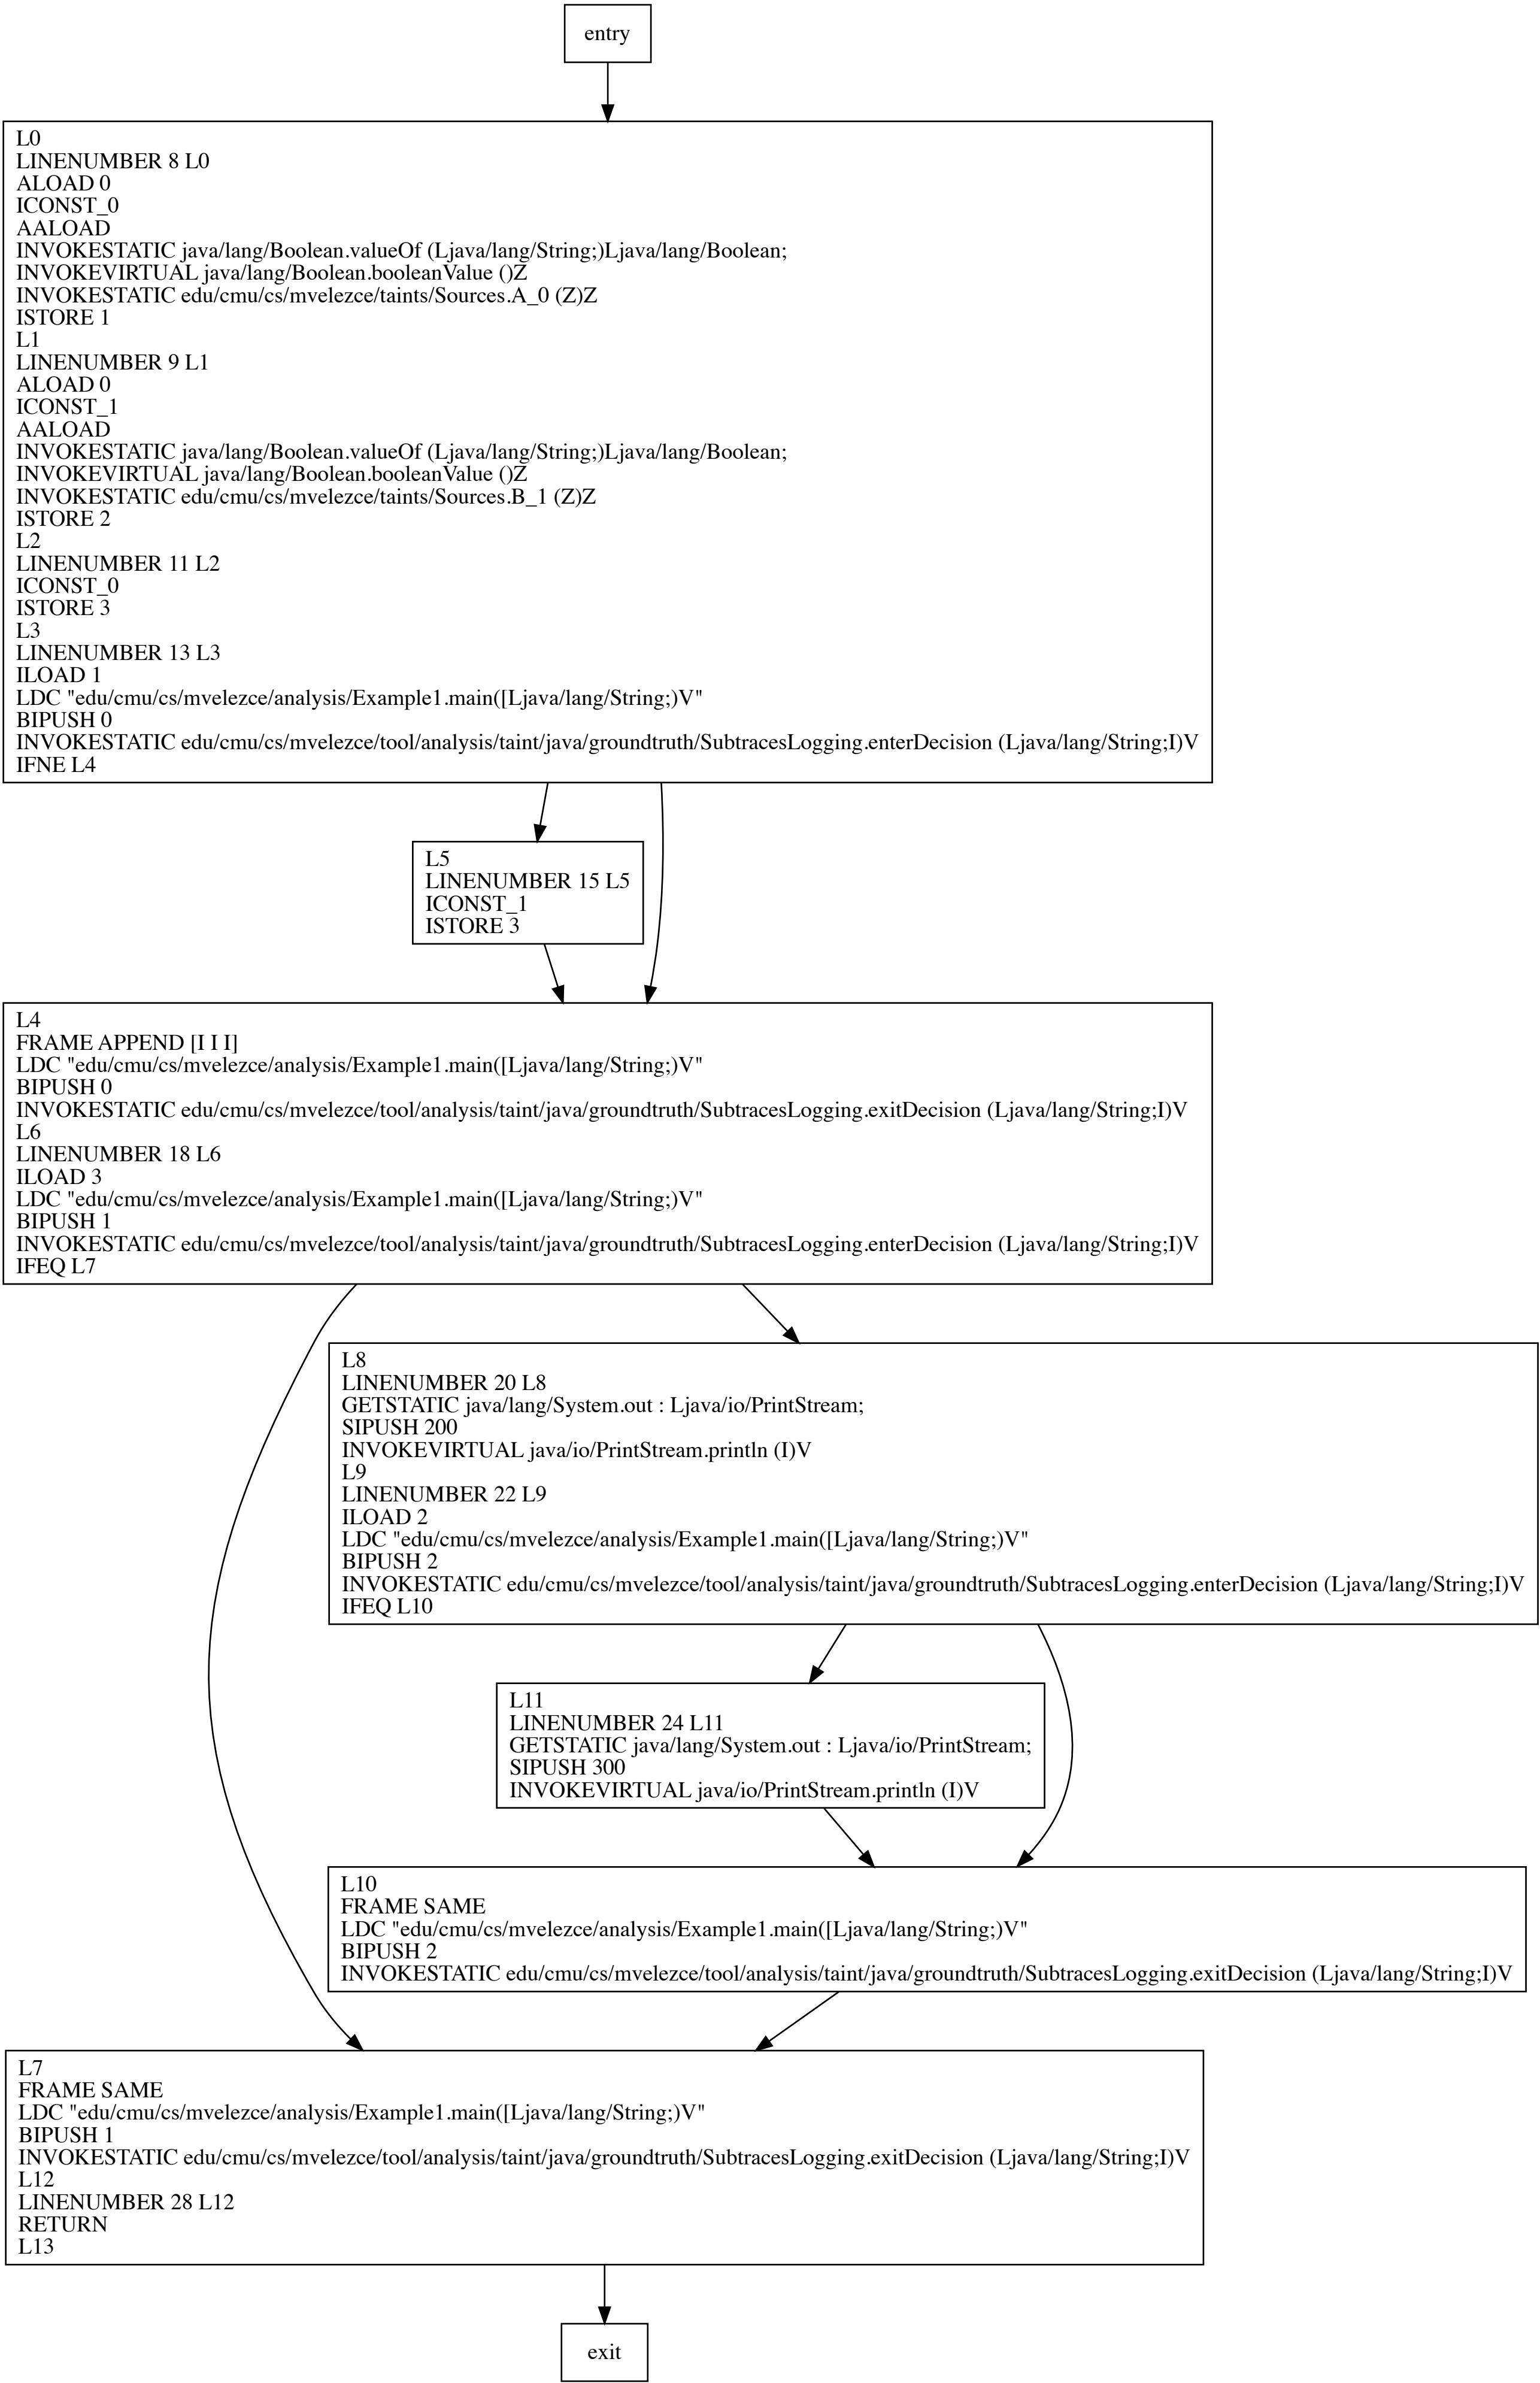 entry
L0
LINENUMBER 8 L0
ALOAD 0
ICONST_0
AALOAD
INVOKESTATIC java/lang/Boolean.valueOf (Ljava/lang/String;)Ljava/lang/Boolean;
INVOKEVIRTUAL java/lang/Boolean.booleanValue ()Z
INVOKESTATIC edu/cmu/cs/mvelezce/taints/Sources.A_0 (Z)Z
ISTORE 1
L1
LINENUMBER 9 L1
ALOAD 0
ICONST_1
AALOAD
INVOKESTATIC java/lang/Boolean.valueOf (Ljava/lang/String;)Ljava/lang/Boolean;
INVOKEVIRTUAL java/lang/Boolean.booleanValue ()Z
INVOKESTATIC edu/cmu/cs/mvelezce/taints/Sources.B_1 (Z)Z
ISTORE 2
L2
LINENUMBER 11 L2
ICONST_0
ISTORE 3
L3
LINENUMBER 13 L3
ILOAD 1
LDC "edu/cmu/cs/mvelezce/analysis/Example1.main([Ljava/lang/String;)V"
BIPUSH 0
INVOKESTATIC edu/cmu/cs/mvelezce/tool/analysis/taint/java/groundtruth/SubtracesLogging.enterDecision (Ljava/lang/String;I)V
IFNE L4
L5
LINENUMBER 15 L5
ICONST_1
ISTORE 3
L4
FRAME APPEND [I I I]
LDC "edu/cmu/cs/mvelezce/analysis/Example1.main([Ljava/lang/String;)V"
BIPUSH 0
INVOKESTATIC edu/cmu/cs/mvelezce/tool/analysis/taint/java/groundtruth/SubtracesLogging.exitDecision (Ljava/lang/String;I)V
L6
LINENUMBER 18 L6
ILOAD 3
LDC "edu/cmu/cs/mvelezce/analysis/Example1.main([Ljava/lang/String;)V"
BIPUSH 1
INVOKESTATIC edu/cmu/cs/mvelezce/tool/analysis/taint/java/groundtruth/SubtracesLogging.enterDecision (Ljava/lang/String;I)V
IFEQ L7
L8
LINENUMBER 20 L8
GETSTATIC java/lang/System.out : Ljava/io/PrintStream;
SIPUSH 200
INVOKEVIRTUAL java/io/PrintStream.println (I)V
L9
LINENUMBER 22 L9
ILOAD 2
LDC "edu/cmu/cs/mvelezce/analysis/Example1.main([Ljava/lang/String;)V"
BIPUSH 2
INVOKESTATIC edu/cmu/cs/mvelezce/tool/analysis/taint/java/groundtruth/SubtracesLogging.enterDecision (Ljava/lang/String;I)V
IFEQ L10
L11
LINENUMBER 24 L11
GETSTATIC java/lang/System.out : Ljava/io/PrintStream;
SIPUSH 300
INVOKEVIRTUAL java/io/PrintStream.println (I)V
L10
FRAME SAME
LDC "edu/cmu/cs/mvelezce/analysis/Example1.main([Ljava/lang/String;)V"
BIPUSH 2
INVOKESTATIC edu/cmu/cs/mvelezce/tool/analysis/taint/java/groundtruth/SubtracesLogging.exitDecision (Ljava/lang/String;I)V
L7
FRAME SAME
LDC "edu/cmu/cs/mvelezce/analysis/Example1.main([Ljava/lang/String;)V"
BIPUSH 1
INVOKESTATIC edu/cmu/cs/mvelezce/tool/analysis/taint/java/groundtruth/SubtracesLogging.exitDecision (Ljava/lang/String;I)V
L12
LINENUMBER 28 L12
RETURN
L13
exit